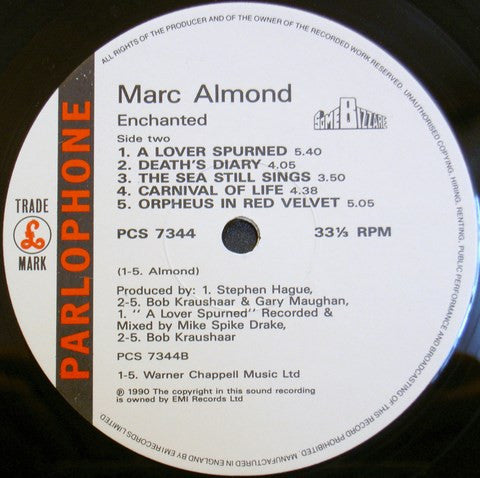 ALL RIGHTS OF THE PRODUCER AND OF THE OWNER OF THE RECORDED WORK RESERVED. UNAUTHORISED COPYING, HIRING, RENTING, PUBLIC PERFORMANCE AND BROADCASTING OF THIS RECORD PROHIBITED. MANUFACTURED IN ENGLAND BY EMI RECORDS LIMITED
PARLOPHONE
TRADE
£
MARK
Marc Almond
Enchanted
SOME BIZZARE
Side two
1. A LOVER SPURNED 5.40
2. DEATH'S DIARY 4.05
3. THE SEA STILL SINGS 3.50
4. CARNIVAL OF LIFE 4.38
5. ORPHEUS IN RED VELVET 5.05
PCS 7344 33⅓ RPM
(1-5. Almond)
Produced by: 1. Stephen Hague,
2-5. Bob Kraushaar & Gary Maughan,
1. "A Lover Spurned" Recorded &
Mixed by Mike Spike Drake,
2-5. Bob Kraushaar
PCS 7344B
1-5. Warner Chappell Music Ltd
℗ 1990 The copyright in this sound recording
is owned by EMI Records Ltd